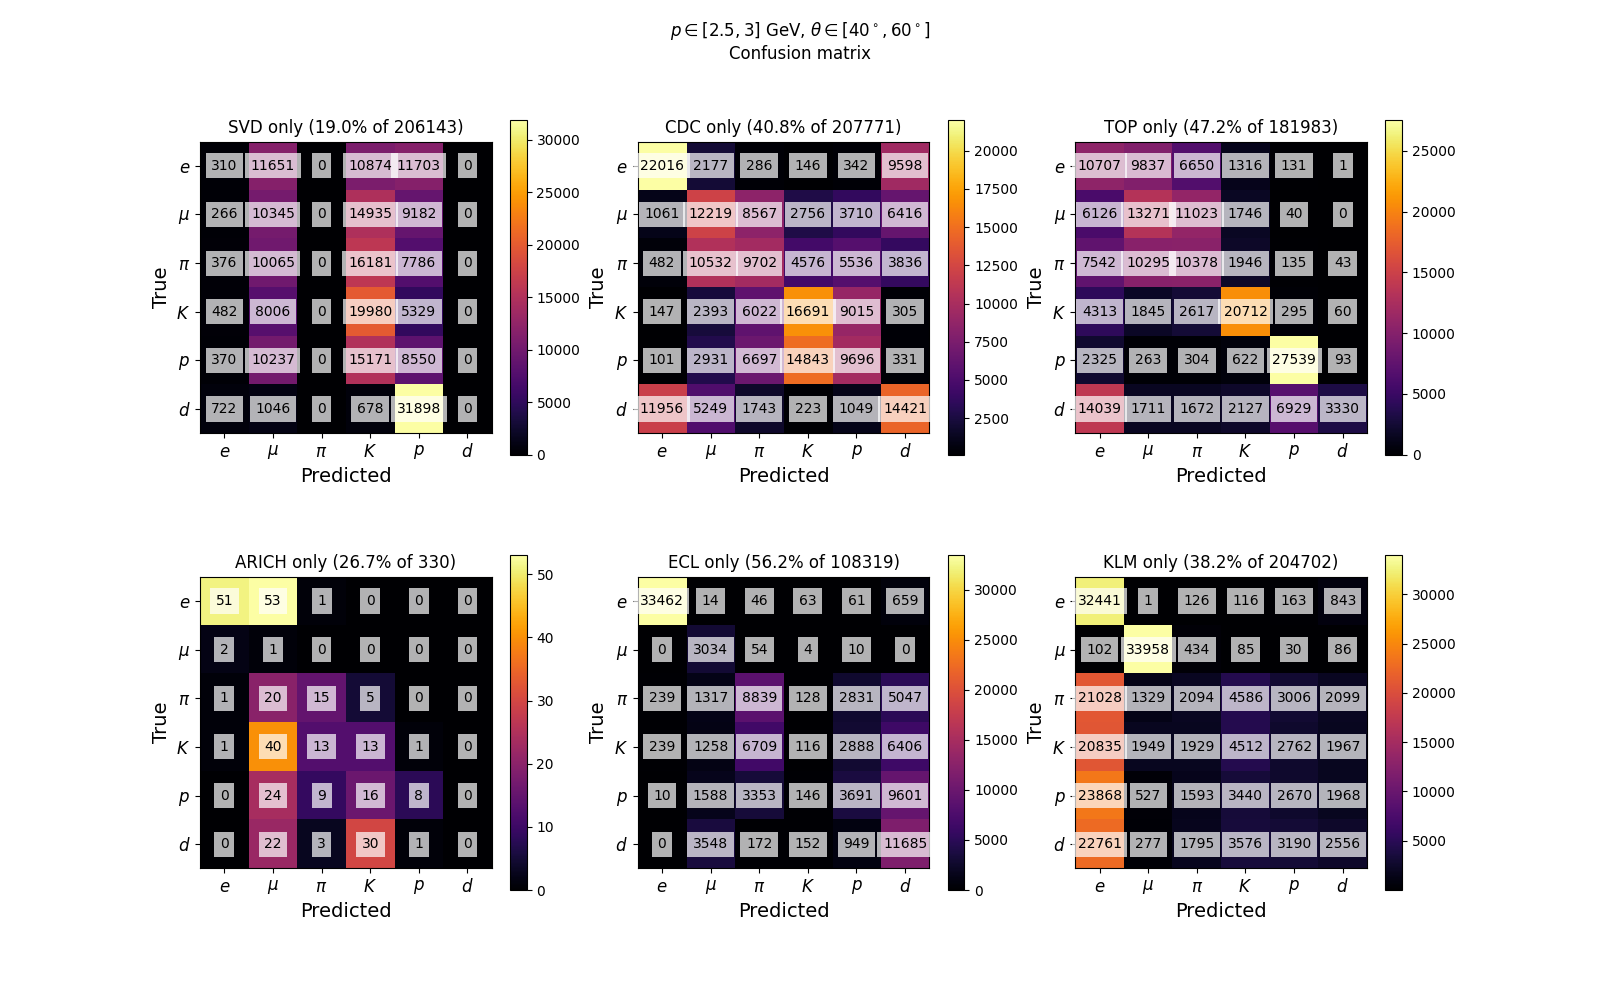 p ∈ [2.5, 3] GeV, θ ∈ [40°, 60°]
Confusion matrix
SVD only (19.0% of 206143)
e 310 11651 0 10874 11703 0
μ 266 10345 0 14935 9182 0
π 376 10065 0 16181 7786 0
K 482 8006 0 19980 5329 0
p 370 10237 0 15171 8550 0
d 722 1046 0 678 31898 0
e μ π K p d
Predicted
True
30000
25000
20000
15000
10000
5000
0
CDC only (40.8% of 207771)
e 22016 2177 286 146 342 9598
μ 1061 12219 8567 2756 3710 6416
π 482 10532 9702 4576 5536 3836
K 147 2393 6022 16691 9015 305
p 101 2931 6697 14843 9696 331
d 11956 5249 1743 223 1049 14421
e μ π K p d
Predicted
True
20000
17500
15000
12500
10000
7500
5000
2500
TOP only (47.2% of 181983)
e 10707 9837 6650 1316 131 1
μ 6126 13271 11023 1746 40 0
π 7542 10295 10378 1946 135 43
K 4313 1845 2617 20712 295 60
p 2325 263 304 622 27539 93
d 14039 1711 1672 2127 6929 3330
e μ π K p d
Predicted
True
25000
20000
15000
10000
5000
0
ARICH only (26.7% of 330)
e 51 53 1 0 0 0
μ 2 1 0 0 0 0
π 1 20 15 5 0 0
K 1 40 13 13 1 0
p 0 24 9 16 8 0
d 0 22 3 30 1 0
e μ π K p d
Predicted
True
50
40
30
20
10
0
ECL only (56.2% of 108319)
e 33462 14 46 63 61 659
μ 0 3034 54 4 10 0
π 239 1317 8839 128 2831 5047
K 239 1258 6709 116 2888 6406
p 10 1588 3353 146 3691 9601
d 0 3548 172 152 949 11685
e μ π K p d
Predicted
True
30000
25000
20000
15000
10000
5000
0
KLM only (38.2% of 204702)
e 32441 1 126 116 163 843
μ 102 33958 434 85 30 86
π 21028 1329 2094 4586 3006 2099
K 20835 1949 1929 4512 2762 1967
p 23868 527 1593 3440 2670 1968
d 22761 277 1795 3576 3190 2556
e μ π K p d
Predicted
True
30000
25000
20000
15000
10000
5000